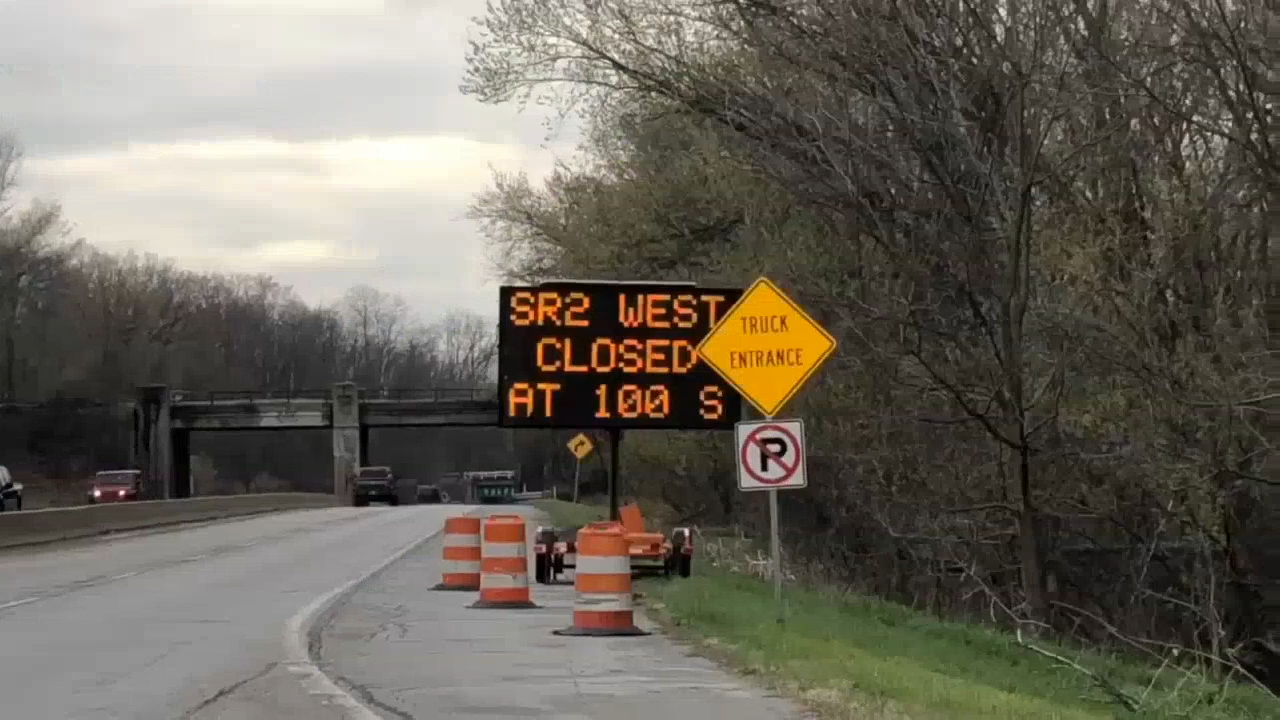 SR2 WEST
CLOSED
AT 100 S
TRUCK
ENTRANCE
P